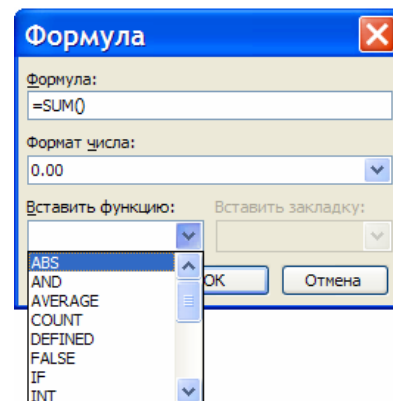 Формула
Формула:
=SUM()
Формат числа:
0.00
Вставить функцию: Вставить закладку:
ABS
AND
AVERAGE
COUNT
DEFINED
FALSE
IF
INT
ОК Отмена